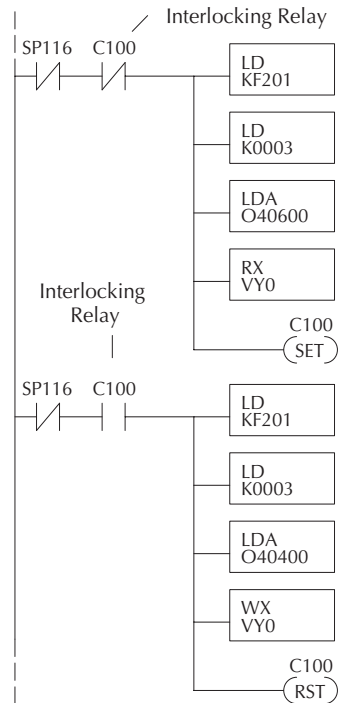 Interlocking Relay
SP116 C100
LD
KF201
LD
K0003
LDA
O40600
RX
VY0
C100
SET
Interlocking
Relay
SP116 C100
LD
KF201
LD
K0003
LDA
O40400
WX
VY0
C100
RST